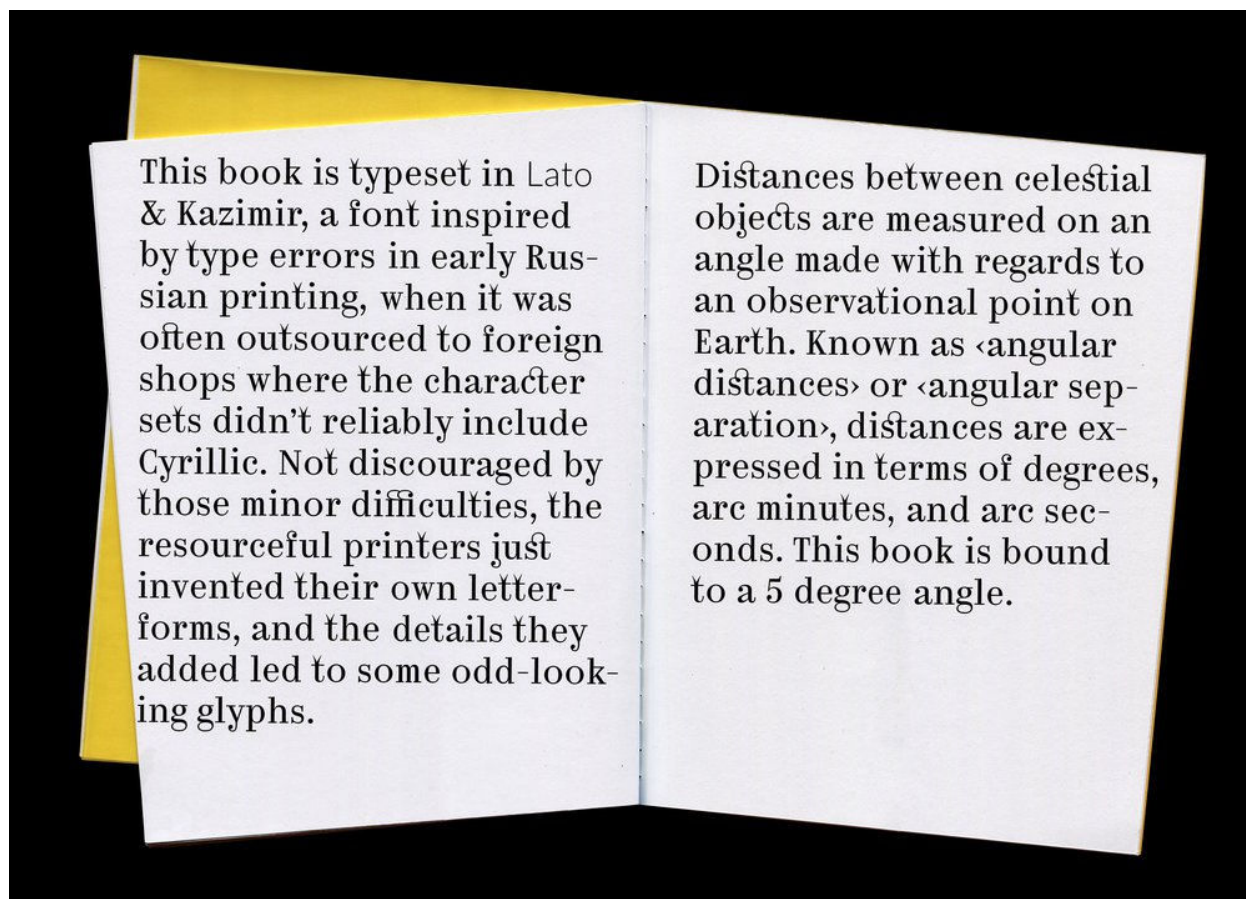 This book is typeset in Lato
& Kazimir, a font inspired
by type errors in early Rus-
sian printing, when it was
often outsourced to foreign
shops where the character
sets didn’t reliably include
Cyrillic. Not discouraged by
those minor difficulties, the
resourceful printers just
invented their own letter-
forms, and the details they
added led to some odd-look-
ing glyphs.
Distances between celestial
objects are measured on an
angle made with regards to
an observational point on
Earth. Known as ‹angular
distances› or ‹angular sep-
aration›, distances are ex-
pressed in terms of degrees,
arc minutes, and arc sec-
onds. This book is bound
to a 5 degree angle.